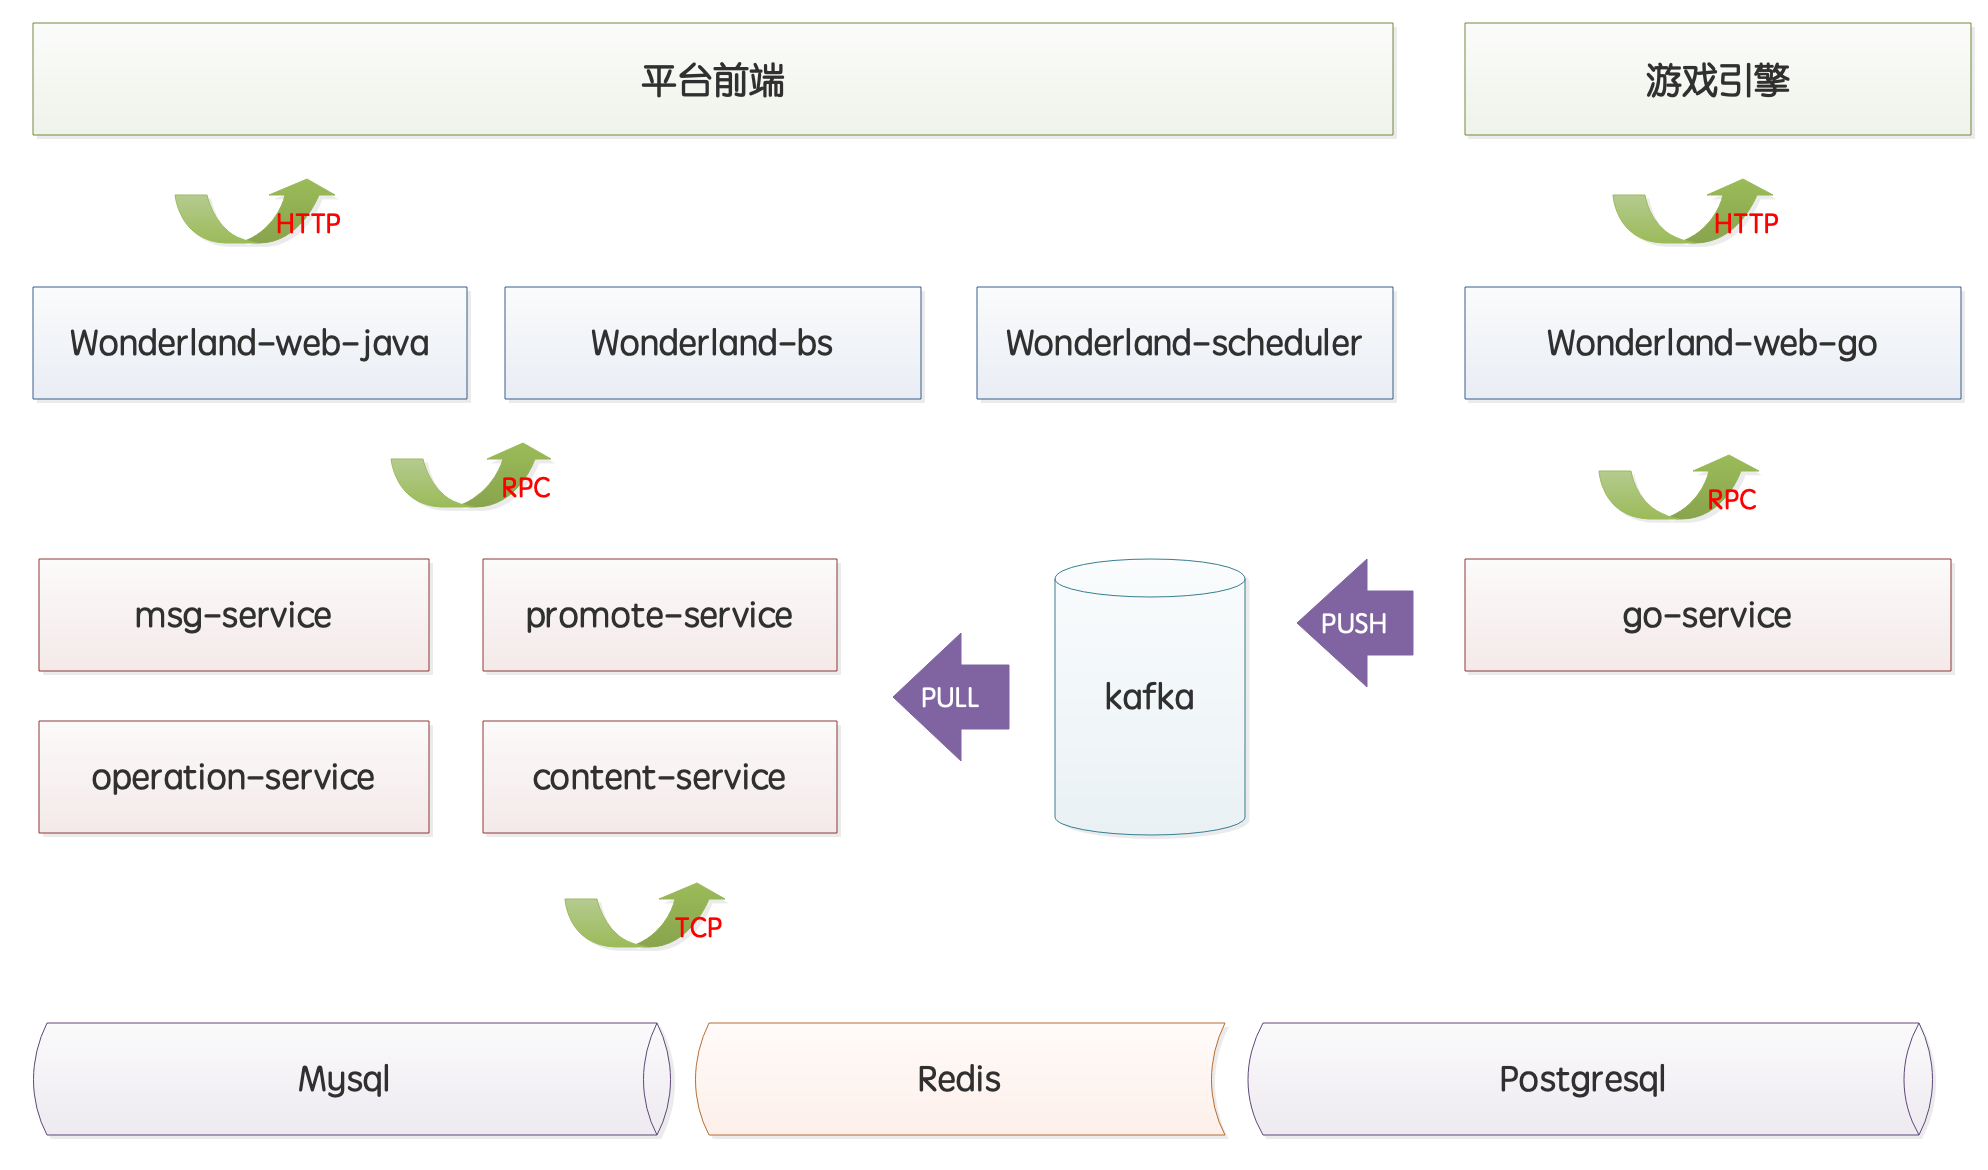 平台前端
游戏引擎
HTTP
HTTP
Wonderland-web-java
Wonderland-bs
Wonderland-scheduler
Wonderland-web-go
RPC
RPC
msg-service
promote-service
kafka
PUSH
go-service
PULL
operation-service
content-service
TCP
Mysql
Redis
Postgresql